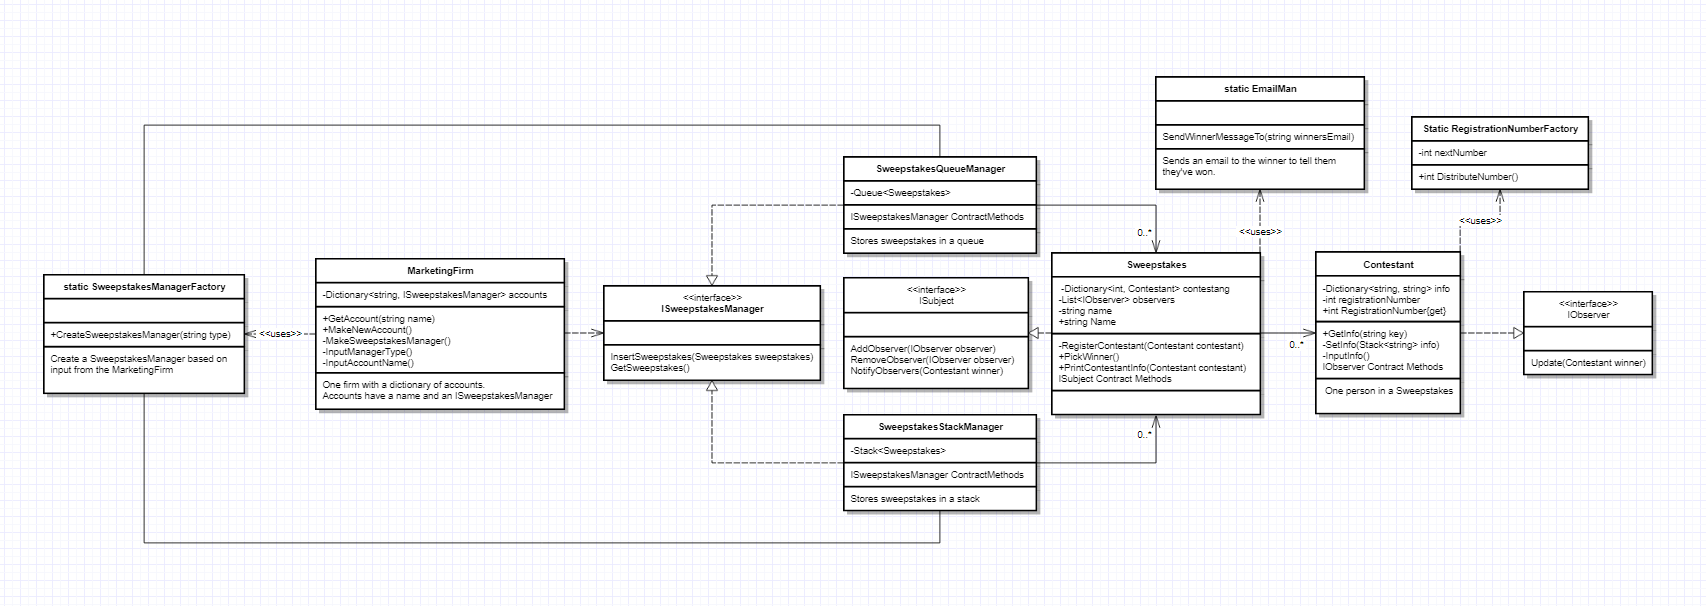 static EmailMan
SendWinnerMessageTo(string winnersEmail)
Sends an email to the winner to tell them
they've won.
Static RegistrationNumberFactory
-int nextNumber
+int DistributeNumber()
SweepstakesQueueManager
-Queue<Sweepstakes>
ISweepstakesManager ContractMethods
Stores sweepstakes in a queue
0..*
<<uses>>
<<uses>>
static SweepstakesManagerFactory
+CreateSweepstakesManager(string type)
Create a SweepstakesManager based on
input from the MarketingFirm
<<uses>>
MarketingFirm
-Dictionary<string, ISweepstakesManager> accounts
+GetAccount(string name)
+MakeNewAccount()
-MakeSweepstakesManager()
-InputManagerType()
-InputAccountName()
One firm with a dictionary of accounts.
Accounts have a name and an ISweepstakesManager
<<interface>>
ISweepstakesManager
InsertSweepstakes(Sweepstakes sweepstakes)
GetSweepstakes()
<<interface>>
ISubject
AddObserver(IObserver observer)
RemoveObserver(IObserver observer)
NotifyObservers(Contestant winner)
Sweepstakes
-Dictionary<int, Contestant> contestang
-List<IObserver> observers
-string name
+string Name
-RegisterContestant(Contestant contestant)
+PickWinner()
+PrintContestantInfo(Contestant contestant)
ISubject Contract Methods
0..*
Contestant
-Dictionary<string, string> info
-int registrationNumber
+int RegistrationNumber{get}
+GetInfo(string key)
-SetInfo(Stack<string> info)
-InputInfo()
IObserver Contract Methods
One person in a Sweepstakes
<<interface>>
IObserver
Update(Contestant winner)
SweepstakesStackManager
-Stack<Sweepstakes>
ISweepstakesManager ContractMethods
Stores sweepstakes in a stack
0..*